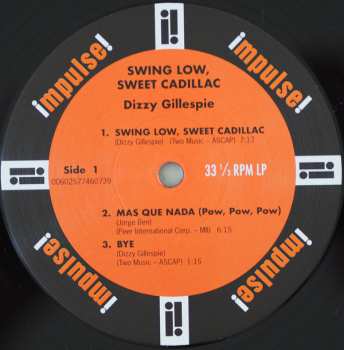 impulse!
impulse!
SWING LOW,
SWEET CADILLAC
Dizzy Gillespie
1. SWING LOW, SWEET CADILLAC
(Dizzy Gillespie) (Two Music – ASCAP) 7:17
Side 1
00602577460739
33 ⅓ RPM LP
2. MAS QUE NADA (Pow, Pow, Pow)
(Jorge Ben)
(Peer International Corp. – MB) 6:15
3. BYE
(Dizzy Gillespie)
(Two Music – ASCAP) 1:15
impulse!
impulse!